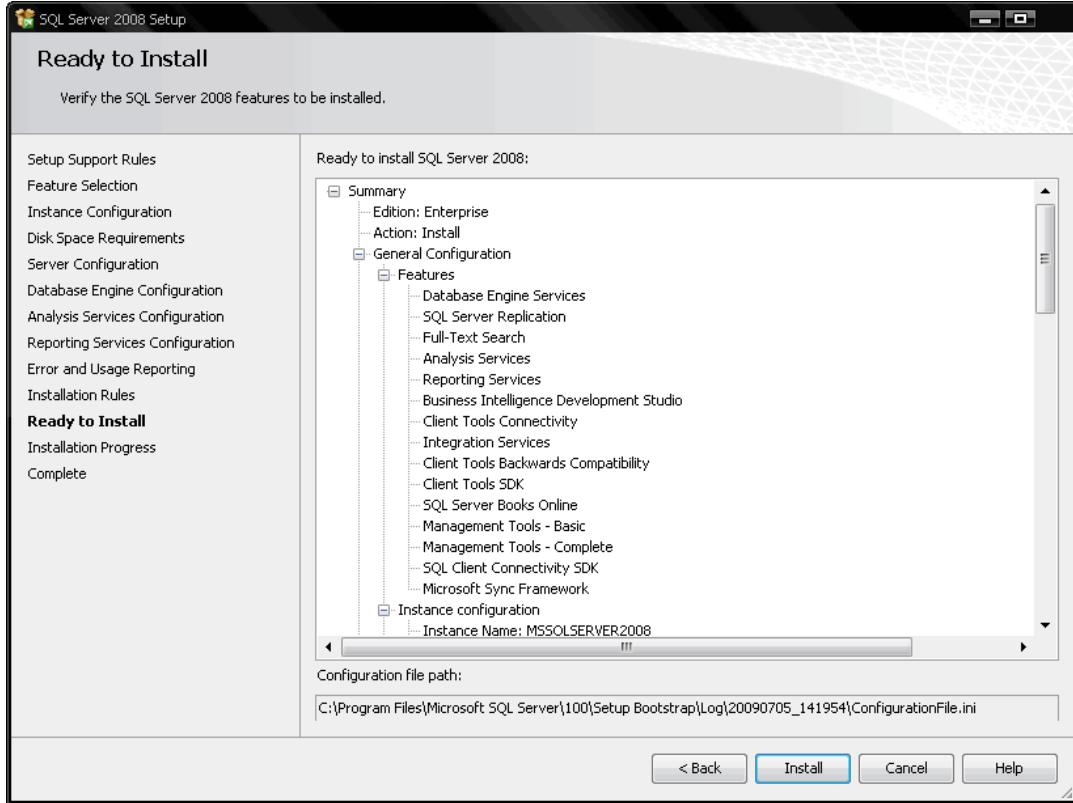 SQL Server 2008 Setup
Ready to Install
Verify the SQL Server 2008 features to be installed.
Setup Support Rules
Feature Selection
Instance Configuration
Disk Space Requirements
Server Configuration
Database Engine Configuration
Analysis Services Configuration
Reporting Services Configuration
Error and Usage Reporting
Installation Rules
Ready to Install
Installation Progress
Complete
Ready to install SQL Server 2008:
Summary
Edition: Enterprise
Action: Install
General Configuration
Features
Database Engine Services
SQL Server Replication
Full-Text Search
Analysis Services
Reporting Services
Business Intelligence Development Studio
Client Tools Connectivity
Integration Services
Client Tools Backwards Compatibility
Client Tools SDK
SQL Server Books Online
Management Tools - Basic
Management Tools - Complete
SQL Client Connectivity SDK
Microsoft Sync Framework
Instance configuration
Instance Name: MSSQLSERVER2008
Configuration file path:
C:\Program Files\Microsoft SQL Server\100\Setup Bootstrap\Log\20090705_141954\ConfigurationFile.ini
< Back
Install
Cancel
Help